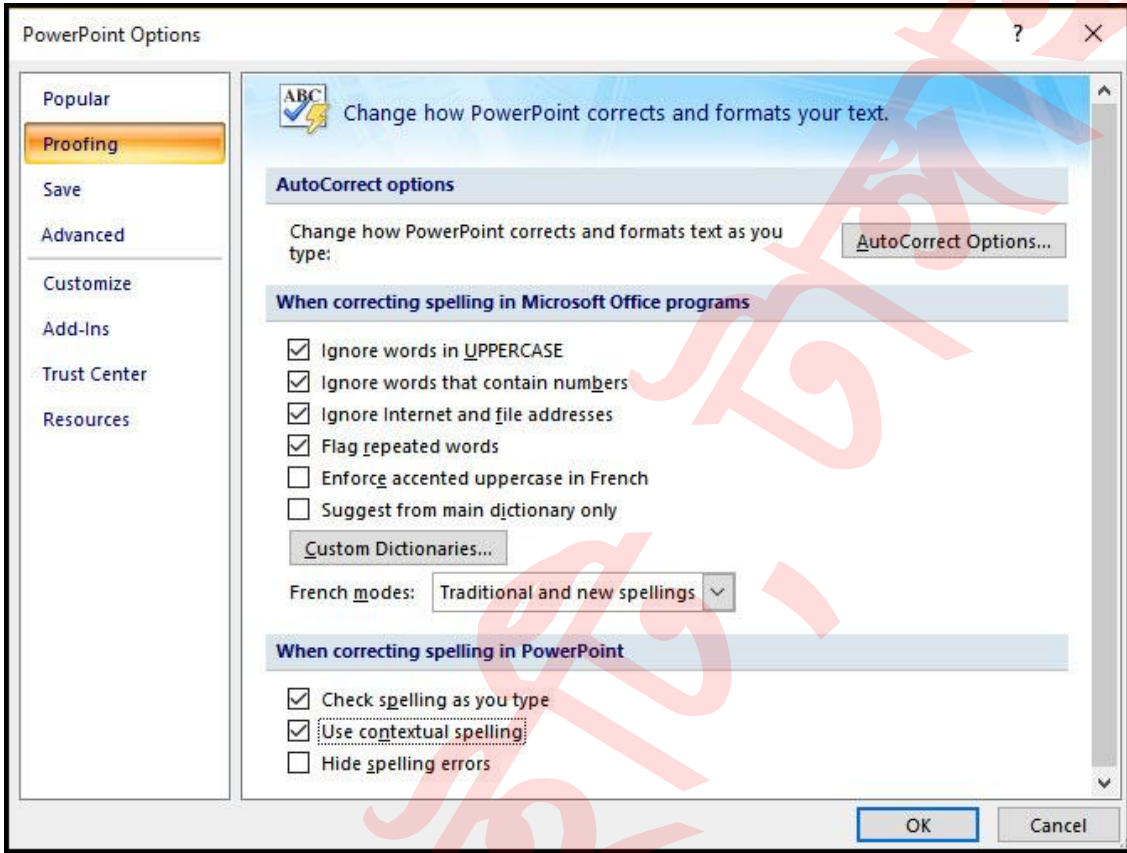 PowerPoint Options
?
Popular
Proofing
Save
Advanced
Customize
Add-Ins
Trust Center
Resources
ABC
Change how PowerPoint corrects and formats your text.
AutoCorrect options
Change how PowerPoint corrects and formats text as you
type:
AutoCorrect Options...
When correcting spelling in Microsoft Office programs
Ignore words in UPPERCASE
Ignore words that contain numbers
Ignore Internet and file addresses
Flag repeated words
Enforce accented uppercase in French
Suggest from main dictionary only
Custom Dictionaries...
French modes: Traditional and new spellings
When correcting spelling in PowerPoint
Check spelling as you type
Use contextual spelling
Hide spelling errors
OK Cancel